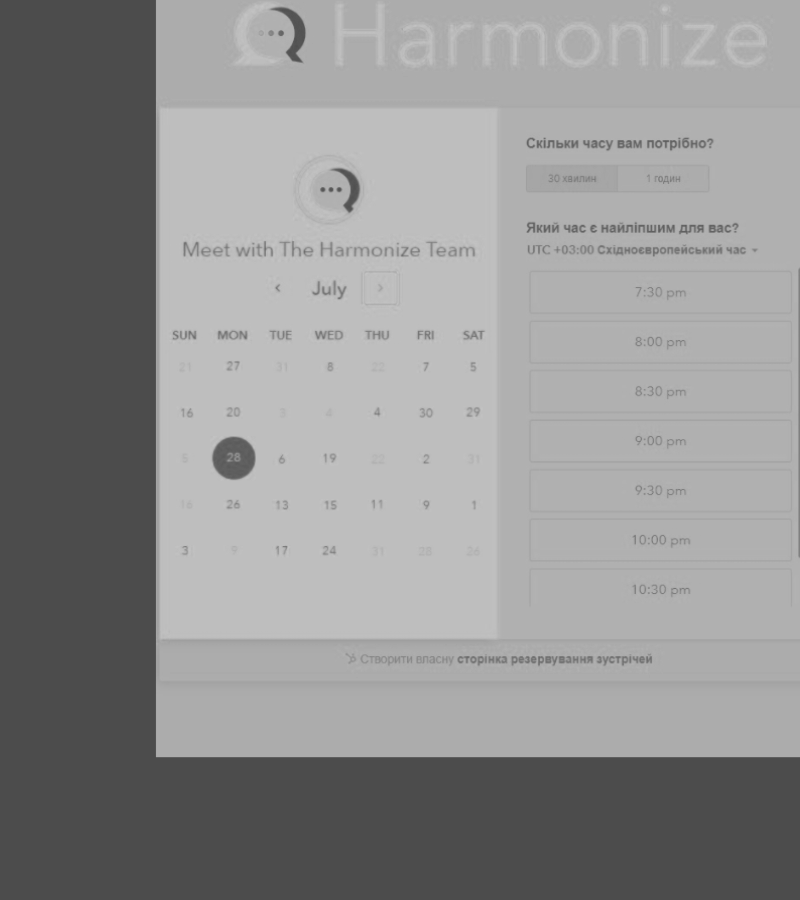 Harmonize
Meet with The Harmonize Team
July
SUN MON TUE WED THU FRI SAT
21 27 31 8 22 7 5
16 20 3 4 4 30 29
5 28 6 19 22 2 31
16 26 13 15 11 9 1
3 9 17 24 31 28 26
Скільки часу вам потрібно?
30 хвилин 1 годин
Який час є найліпшим для вас?
UTC +03:00 Східноєвропейський час
7:30 pm
8:00 pm
8:30 pm
9:00 pm
9:30 pm
10:00 pm
10:30 pm
Створити власну сторінка резервування зустрічей